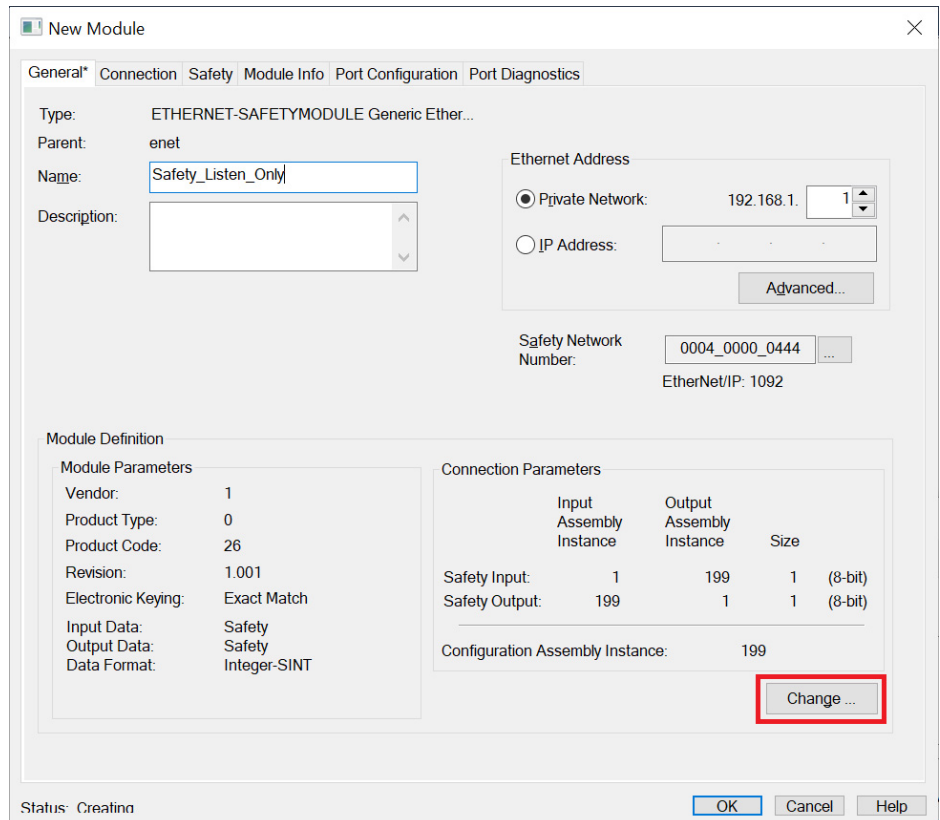 New Module
General* Connection Safety Module Info Port Configuration Port Diagnostics
Type: ETHERNET-SAFETYMODULE Generic Ether...
Parent: enet
Name: Safety_Listen_Only
Description:
Ethernet Address
Private Network: 192.168.1. 1
IP Address: . . .
Advanced...
Safety Network
Number:
0004_0000_0444 ...
EtherNet/IP: 1092
Module Definition
Module Parameters
Vendor: 1
Product Type: 0
Product Code: 26
Revision: 1.001
Electronic Keying: Exact Match
Input Data: Safety
Output Data: Safety
Data Format: Integer-SINT
Connection Parameters
Input Output
Assembly Assembly
Instance Instance Size
Safety Input: 1 199 1 (8-bit)
Safety Output: 199 1 1 (8-bit)
Configuration Assembly Instance: 199
Change ...
Status: Creating
OK Cancel Help